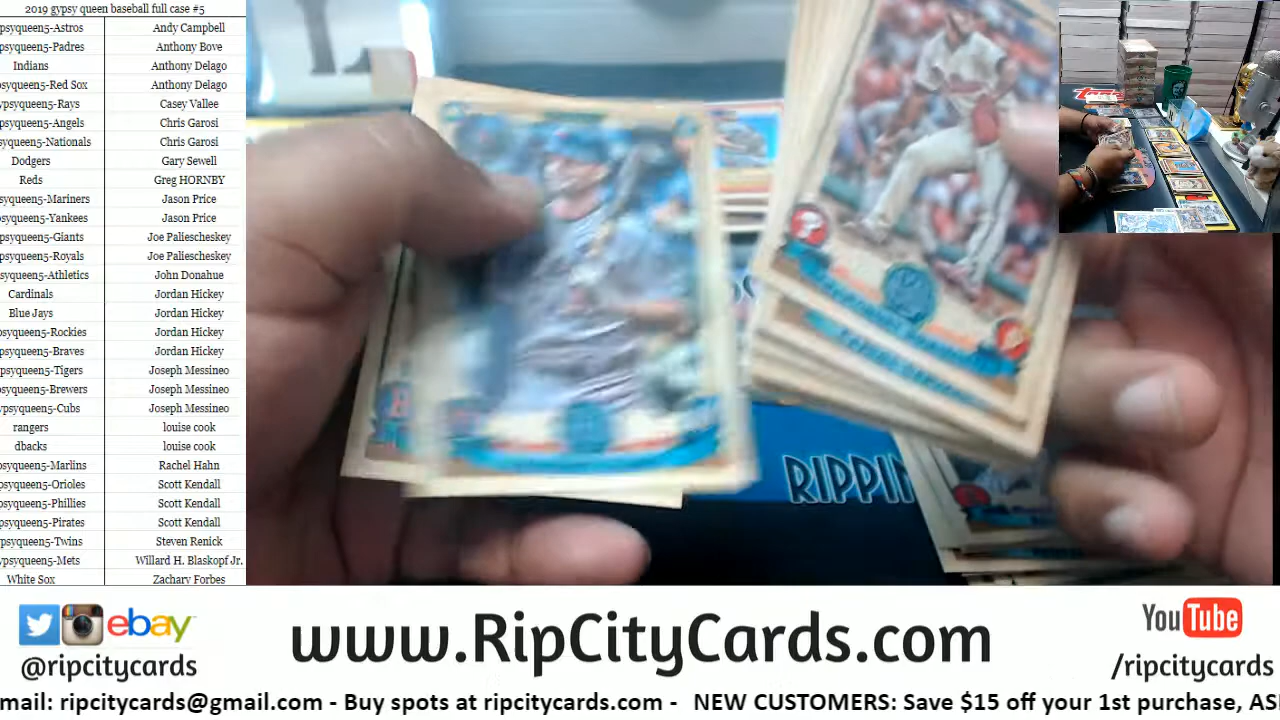 2019 gypsy queen baseball full case #5
psyqueen5-Astros Andy Campbell
psyqueen5-Padres Anthony Bove
Indians Anthony Delago
psyqueen5-Red Sox Anthony Delago
ypsyqueen5-Rays Casey Vallee
psyqueen5-Angels Chris Garosi
psyqueen5-Nationals Chris Garosi
Dodgers Gary Sewell
Reds Greg HORNBY
syqueen5-Mariners Jason Price
syqueen5-Yankees Jason Price
psyqueen5-Giants Joe Paliescheskey
psyqueen5-Royals Joe Paliescheskey
syqueen5-Athletics John Donahue
Cardinals Jordan Hickey
Blue Jays Jordan Hickey
psyqueen5-Rockies Jordan Hickey
psyqueen5-Braves Jordan Hickey
psyqueen5-Tigers Joseph Messineo
psyqueen5-Brewers Joseph Messineo
ypsyqueen5-Cubs Joseph Messineo
rangers louise cook
dbacks louise cook
psyqueen5-Marlins Rachel Hahn
psyqueen5-Orioles Scott Kendall
psyqueen5-Phillies Scott Kendall
psyqueen5-Pirates Scott Kendall
psyqueen5-Twins Steven Renick
ypsyqueen5-Mets Willard H. Blaskopf Jr.
White Sox Zachary Forbes
RIPPIN
ebay
@ripcitycards
www.RipCityCards.com
YouTube
/ripcitycards
mail: ripcitycards@gmail.com - Buy spots at ripcitycards.com - NEW CUSTOMERS: Save $15 off your 1st purchase, AS